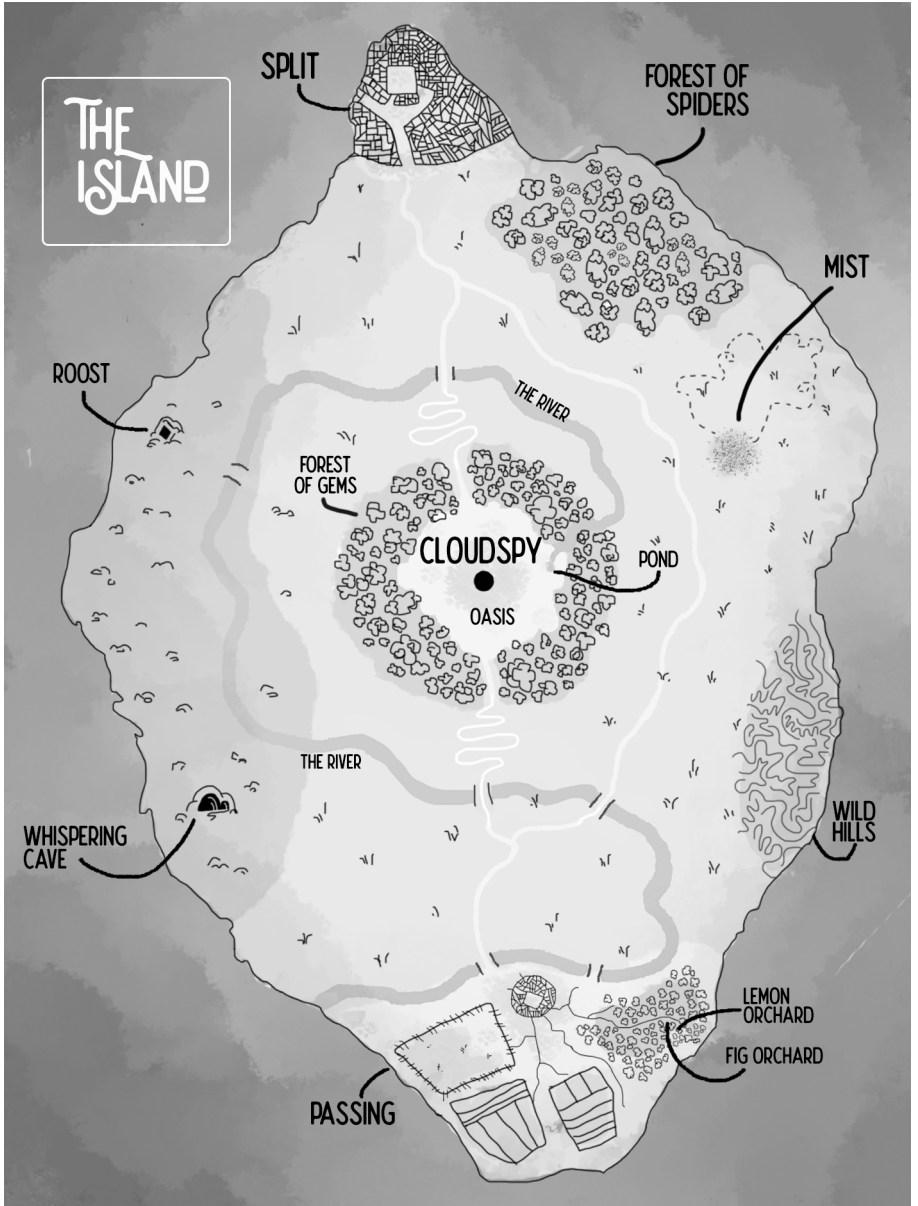 THE
ISLAND
SPLIT
FOREST OF
SPIDERS
MIST
ROOST
THE RIVER
FOREST
OF GEMS
CLOUDSPY
POND
OASIS
THE RIVER
WHISPERING
CAVE
WILD
HILLS
LEMON
ORCHARD
FIG ORCHARD
PASSING